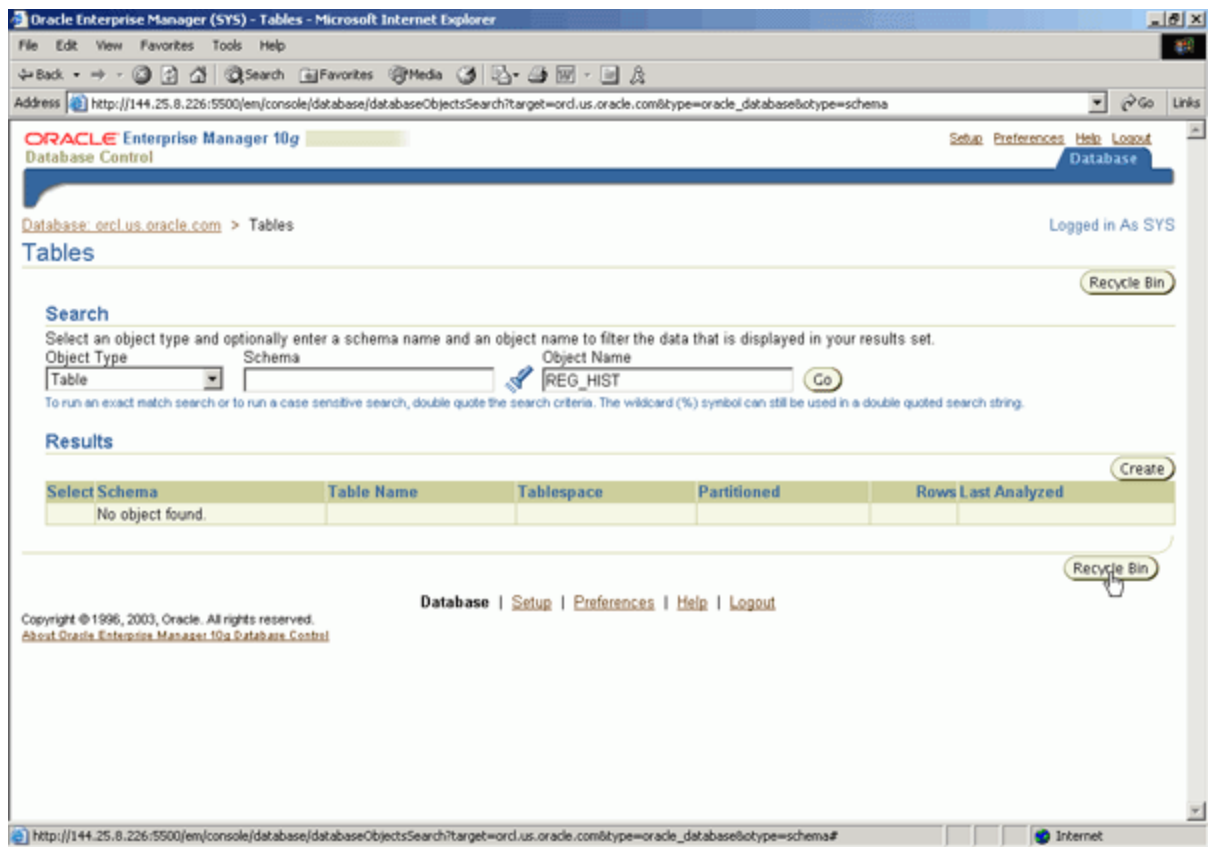 Oracle Enterprise Manager (SYS) - Tables - Microsoft Internet Explorer
File Edit View Favorites Tools Help
Back Search Favorites Media
Address http://144.25.8.226:5500/em/console/database/databaseObjectsSearch?target=orcl.us.oracle.com&type=oracle_database&otype=schema Go Links
ORACLE Enterprise Manager 10g
Database Control
Setup Preferences Help Logout
Database
Database: orcl.us.oracle.com > Tables
Logged in As SYS
Tables
Recycle Bin
Search
Select an object type and optionally enter a schema name and an object name to filter the data that is displayed in your results set.
Object Type Schema Object Name
Table REG_HIST Go
To run an exact match search or to run a case sensitive search, double quote the search criteria. The wildcard (%) symbol can still be used in a double quoted search string.
Results
Create
Select Schema Table Name Tablespace Partitioned Rows Last Analyzed
No object found.
Recycle Bin
Database | Setup | Preferences | Help | Logout
Copyright © 1996, 2003, Oracle. All rights reserved.
About Oracle Enterprise Manager 10g Database Control
http://144.25.8.226:5500/em/console/database/databaseObjectsSearch?target=orcl.us.oracle.com&type=oracle_database&otype=schema# Internet